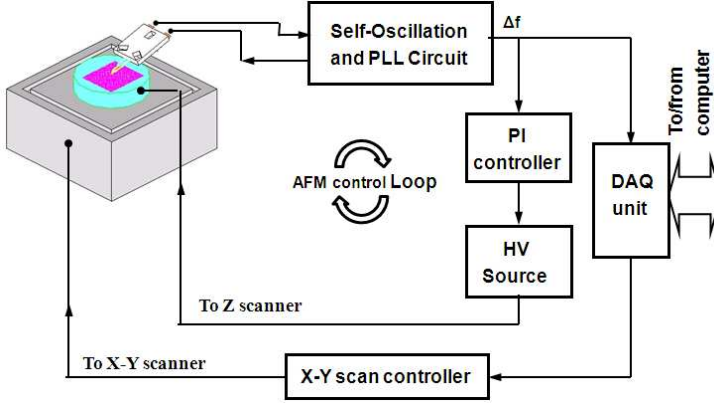 Self-Oscillation
and PLL Circuit
Δf
To/from
computer
PI
controller
DAQ
unit
AFM control Loop
HV
Source
To Z scanner
To X-Y scanner
X-Y scan controller